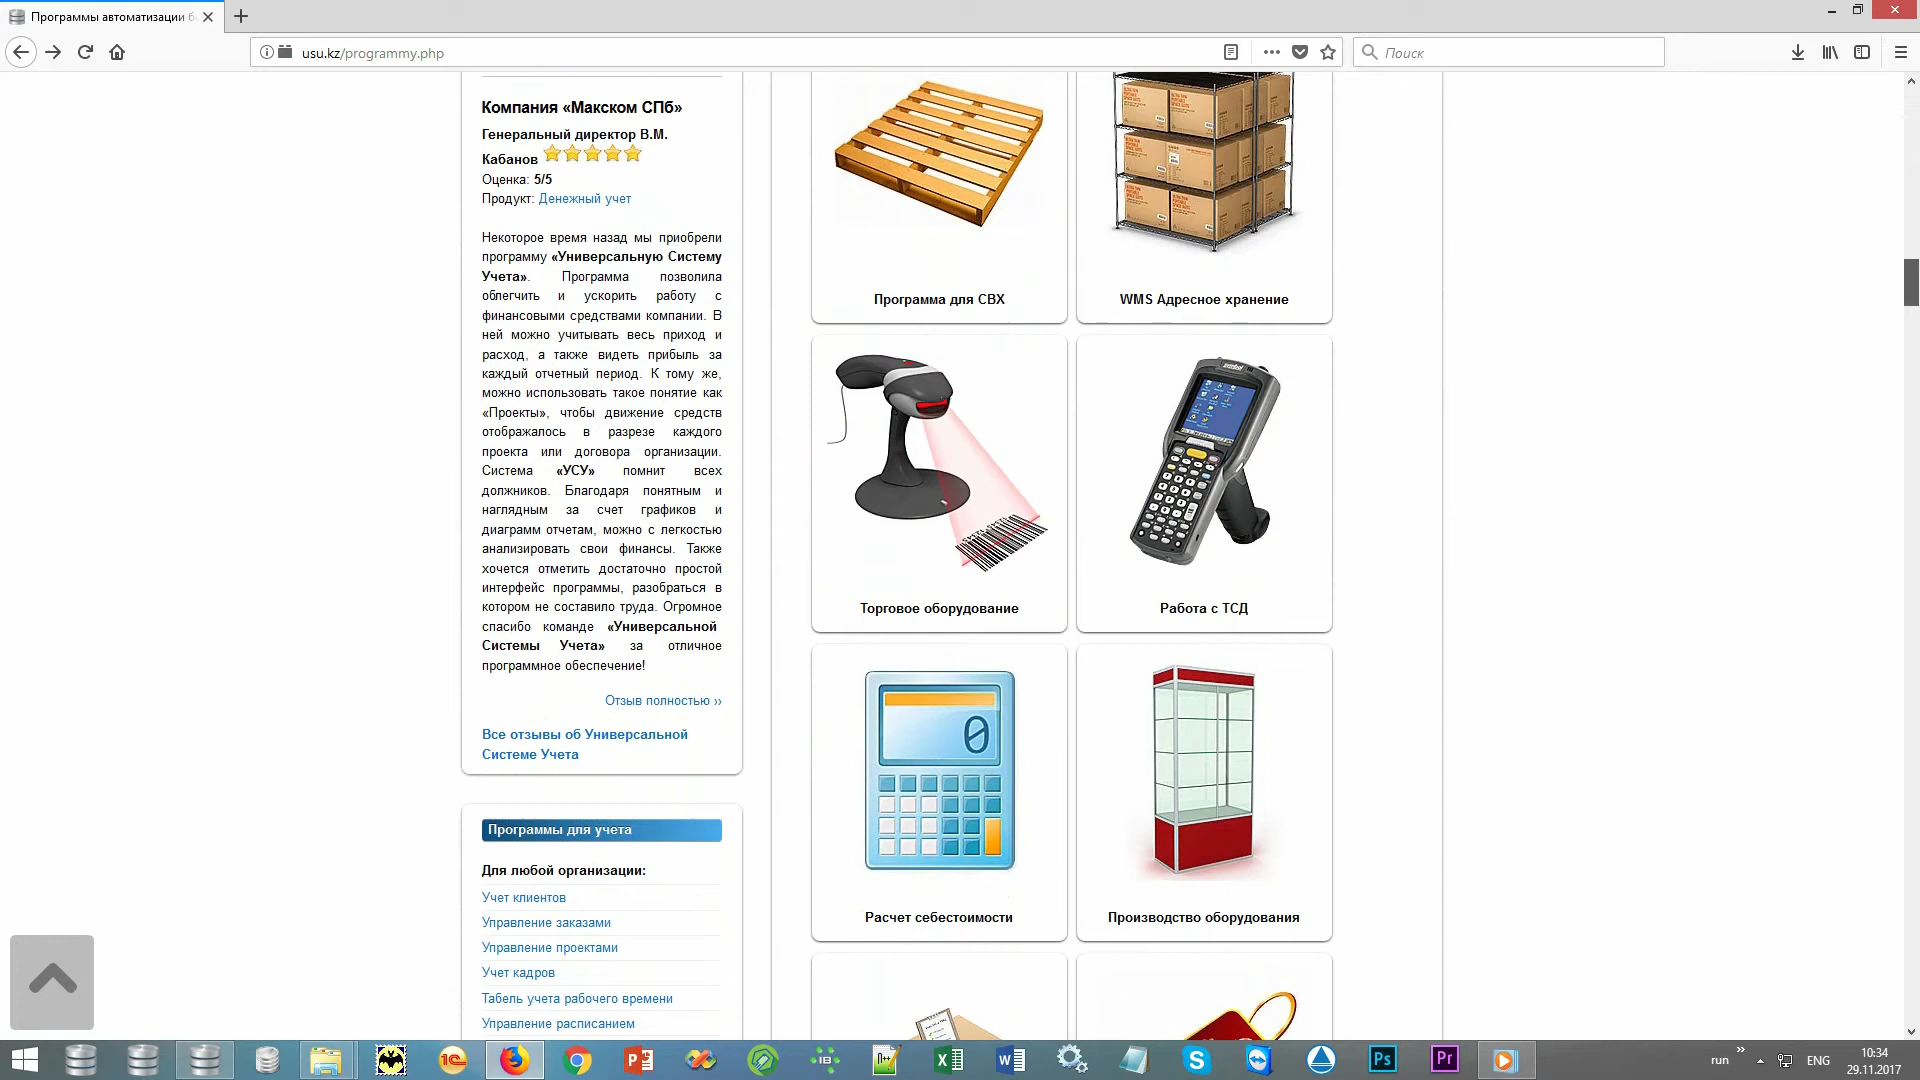 Программы автоматизации б
usu.kz/programmy.php
Поиск
Компания «Макском СПб»
Генеральный директор В.М.
Кабанов
Оценка: 5/5
Продукт: Денежный учет
Некоторое время назад мы приобрели
программу «Универсальную Систему
Учета». Программа позволила
облегчить и ускорить работу с
финансовыми средствами компании. В
ней можно учитывать весь приход и
расход, а также видеть прибыль за
каждый отчетный период. К тому же,
можно использовать такое понятие как
«Проекты», чтобы движение средств
отображалось в разрезе каждого
проекта или договора организации.
Система «УСУ» помнит всех
должников. Благодаря понятным и
наглядным за счет графиков и
диаграмм отчетам, можно с легкостью
анализировать свои финансы. Также
хочется отметить достаточно простой
интерфейс программы, разобраться в
котором не составило труда. Огромное
спасибо команде «Универсальной
Системы Учета» за отличное
программное обеспечение!
Отзыв полностью ››
Все отзывы об Универсальной
Системе Учета
Программы для учета
Для любой организации:
Учет клиентов
Управление заказами
Управление проектами
Учет кадров
Табель учета рабочего времени
Управление расписанием
Программа для СВХ
WMS Адресное хранение
Торговое оборудование
symbol
Работа с ТСД
0
Расчет себестоимости
Производство оборудования
run
ENG
10:34
29.11.2017